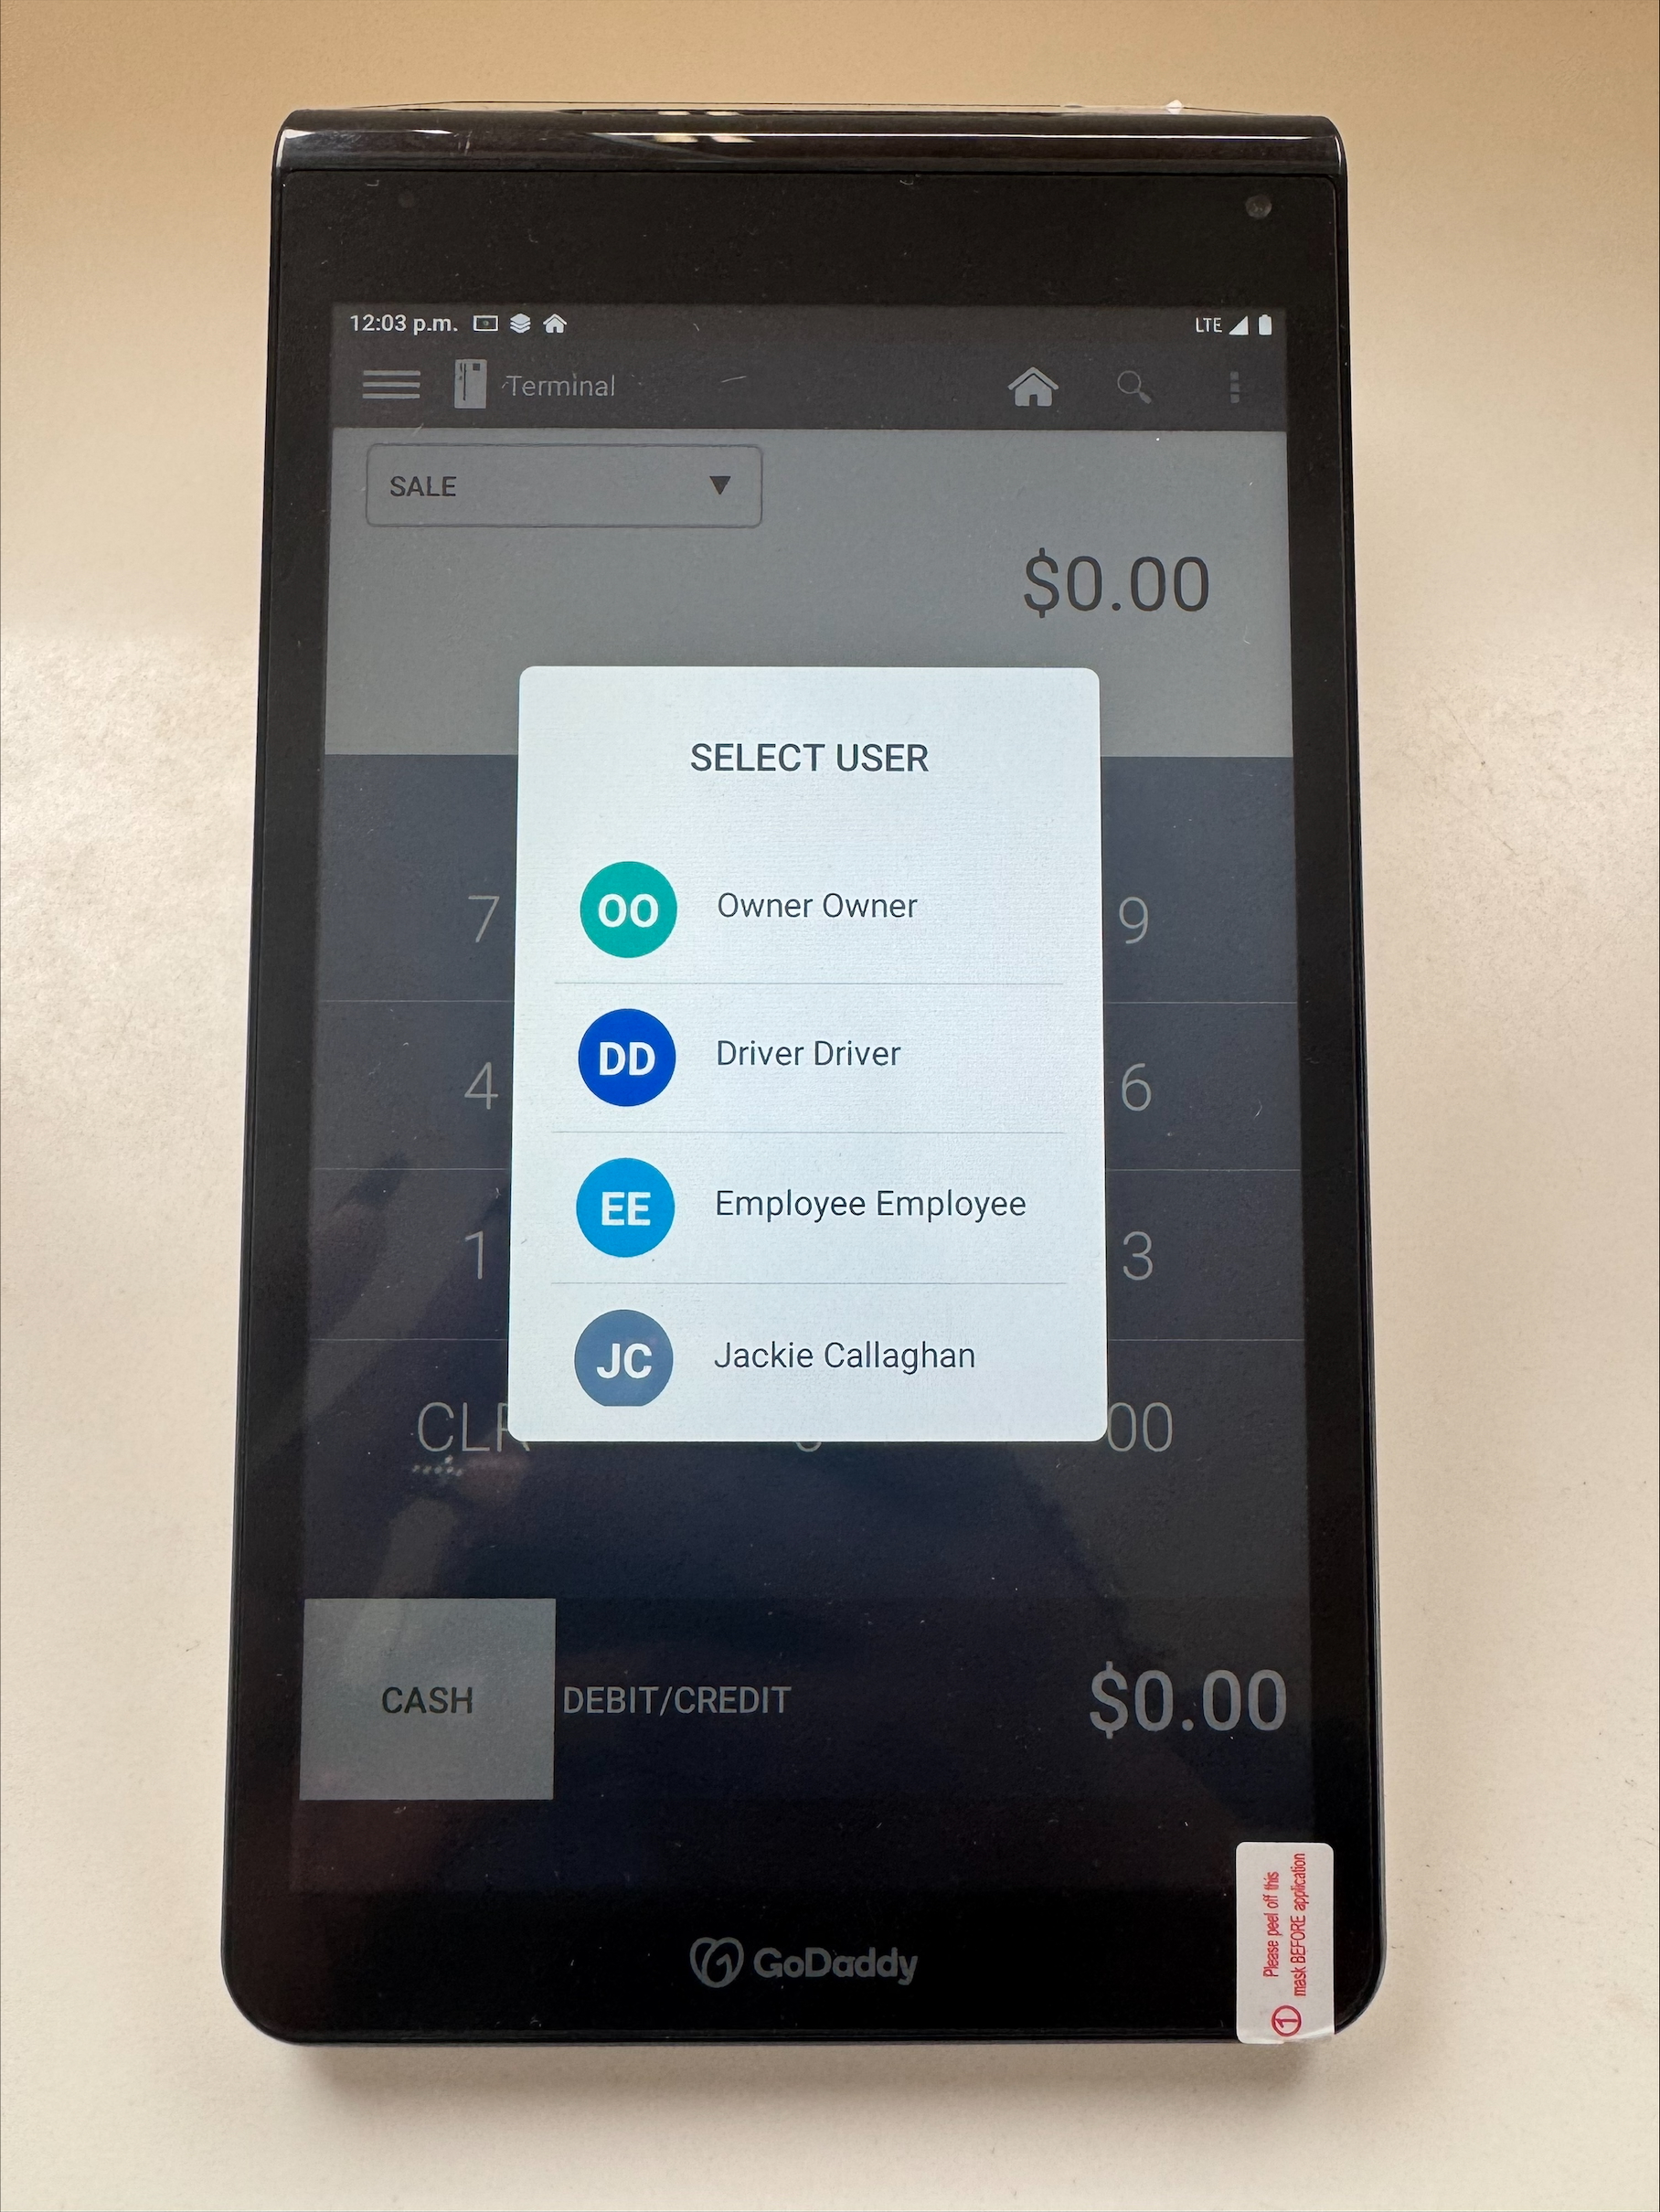 12:03 p.m.
LTE
Terminal
SALE
$0.00
SELECT USER
OO Owner Owner
DD Driver Driver
EE Employee Employee
JC Jackie Callaghan
7 9
4 6
1 3
CLR 00
CASH DEBIT/CREDIT $0.00
GoDaddy
1 Please peel off this
mask BEFORE application